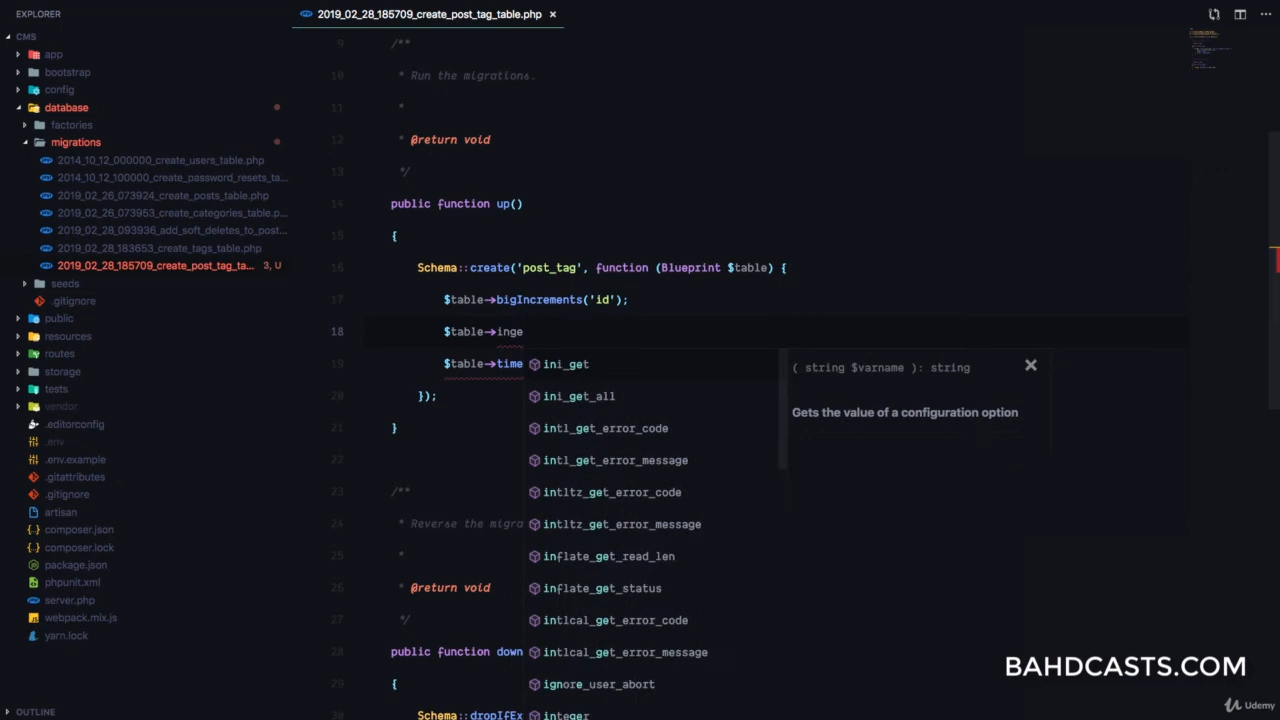 EXPLORER
2019_02_28_185709_create_post_tag_table.php ×
CMS
app
bootstrap
config
database
factories
migrations
2014_10_12_000000_create_users_table.php
2014_10_12_100000_create_password_resets_ta...
2019_02_26_073924_create_posts_table.php
2019_02_26_073953_create_categories_table.p...
2019_02_28_093936_add_soft_deletes_to_post...
2019_02_28_183653_create_tags_table.php
2019_02_28_185709_create_post_tag_ta... 3, U
seeds
.gitignore
public
resources
routes
storage
tests
vendor
.editorconfig
.env
.env.example
.gitattributes
.gitignore
artisan
composer.json
composer.lock
package.json
phpunit.xml
server.php
webpack.mix.js
yarn.lock
OUTLINE
9 /**
10 * Run the migrations.
11 *
12 * @return void
13 */
14 public function up()
15 {
16 Schema::create('post_tag', function (Blueprint $table) {
17 $table->bigIncrements('id');
18 $table->inge
19 $table->time
20 });
21 }
22
23 /**
24 * Reverse the migra
25 *
26 * @return void
27 */
28 public function down
29 {
30 Schema::dropIfEx
ini_get
ini_get_all
intl_get_error_code
intl_get_error_message
intltz_get_error_code
intltz_get_error_message
inflate_get_read_len
inflate_get_status
intlcal_get_error_code
intlcal_get_error_message
ignore_user_abort
integer
( string $varname ): string
Gets the value of a configuration option
BAHDCASTS.COM
Udemy